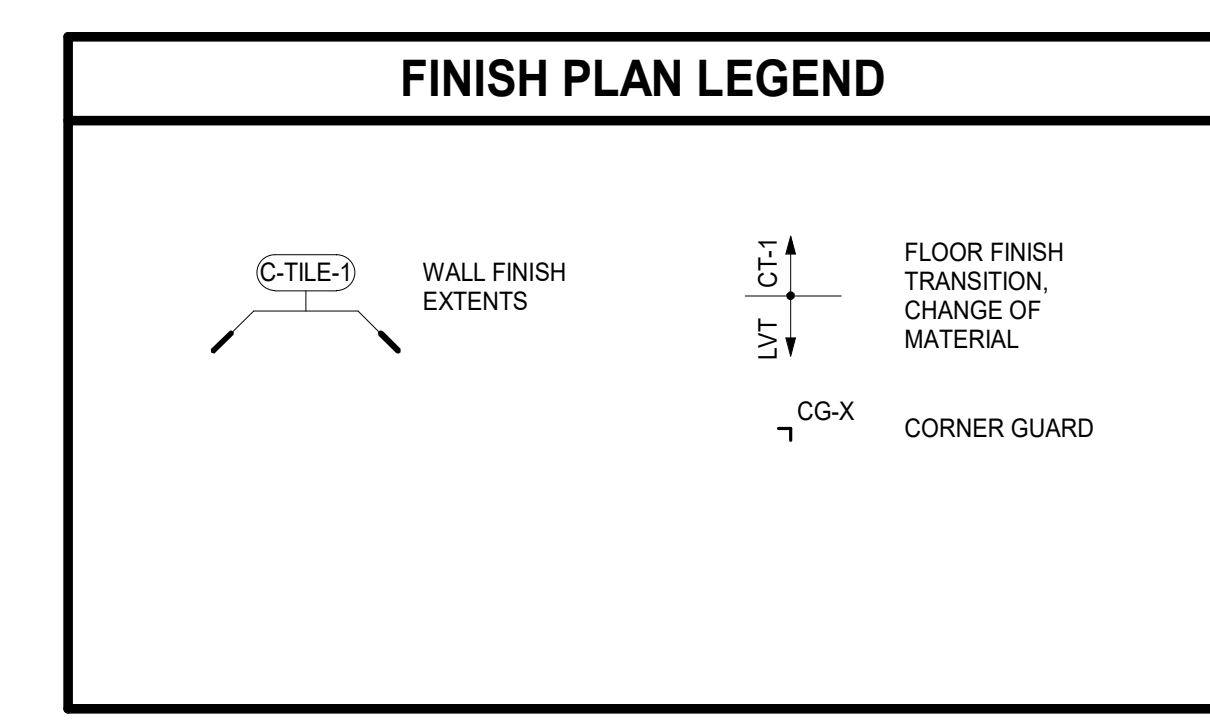 FINISH PLAN LEGEND
C-TILE-1
WALL FINISH
EXTENTS
CT-1
LVT
FLOOR FINISH
TRANSITION,
CHANGE OF
MATERIAL
CG-X
CORNER GUARD